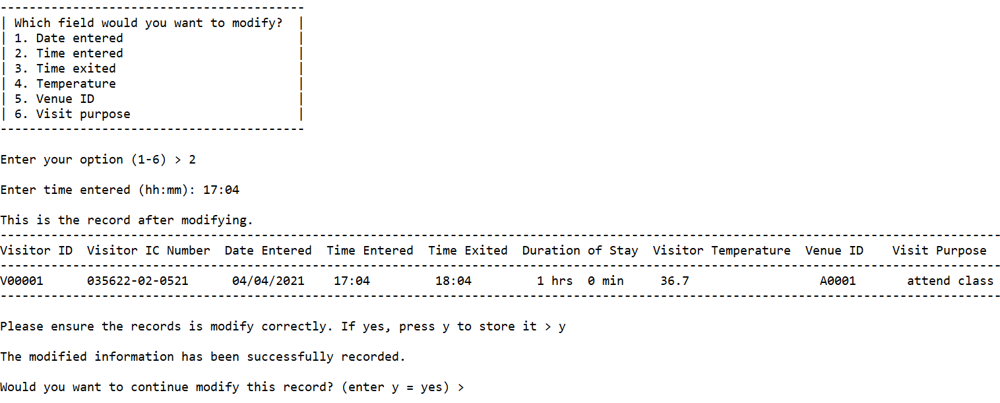 ------------------------------------------
| Which field would you want to modify?  |
| 1. Date entered                        |
| 2. Time entered                        |
| 3. Time exited                         |
| 4. Temperature                         |
| 5. Venue ID                            |
| 6. Visit purpose                       |
------------------------------------------
Enter your option (1-6) > 2
Enter time entered (hh:mm): 17:04
This is the record after modifying.
------------------------------------------------------------------------------------------------------------------------------------------
Visitor ID  Visitor IC Number  Date Entered  Time Entered  Time Exited  Duration of Stay  Visitor Temperature  Venue ID    Visit Purpose
------------------------------------------------------------------------------------------------------------------------------------------
V00001      035622-02-0521      04/04/2021    17:04         18:04         1 hrs  0 min     36.7                  A0001       attend class
------------------------------------------------------------------------------------------------------------------------------------------
Please ensure the records is modify correctly. If yes, press y to store it > y
The modified information has been successfully recorded.
Would you want to continue modify this record? (enter y = yes) >